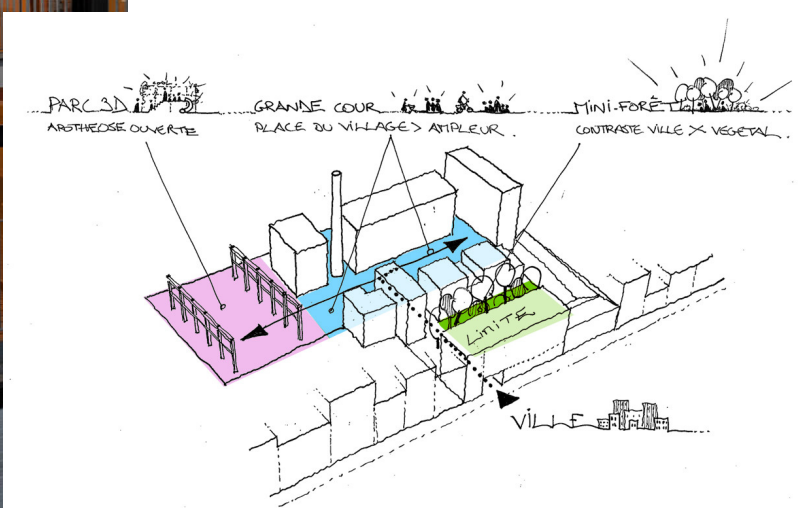 PARC 3D
APOTHEOSE OUVERTE
GRANDE COUR
PLACE DU VILLAGE > AMPLEUR.
MINI-FORÊT
CONTRASTE VILLE X VEGETAL.
LIMITE
VILLE